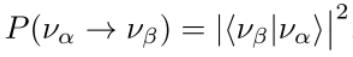 P(ν_α → ν_β) = |⟨ν_β|ν_α⟩|²